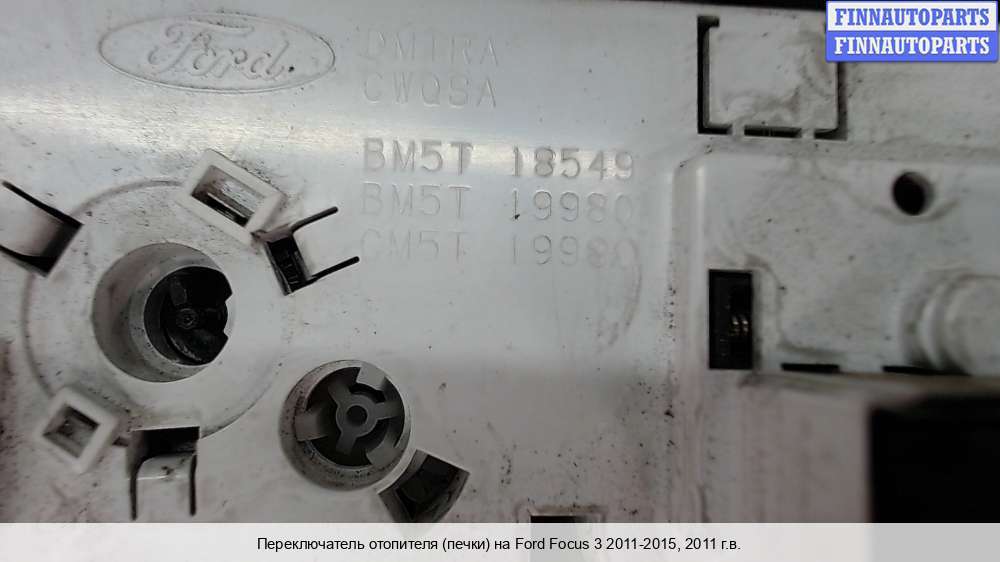 FINNAUTOPARTS
FINNAUTOPARTS
Ford
DM1RA
CWQSA
BM5T 18549
BM5T 19980
CM5T 19980
Переключатель отопителя (печки) на Ford Focus 3 2011-2015, 2011 г.в.